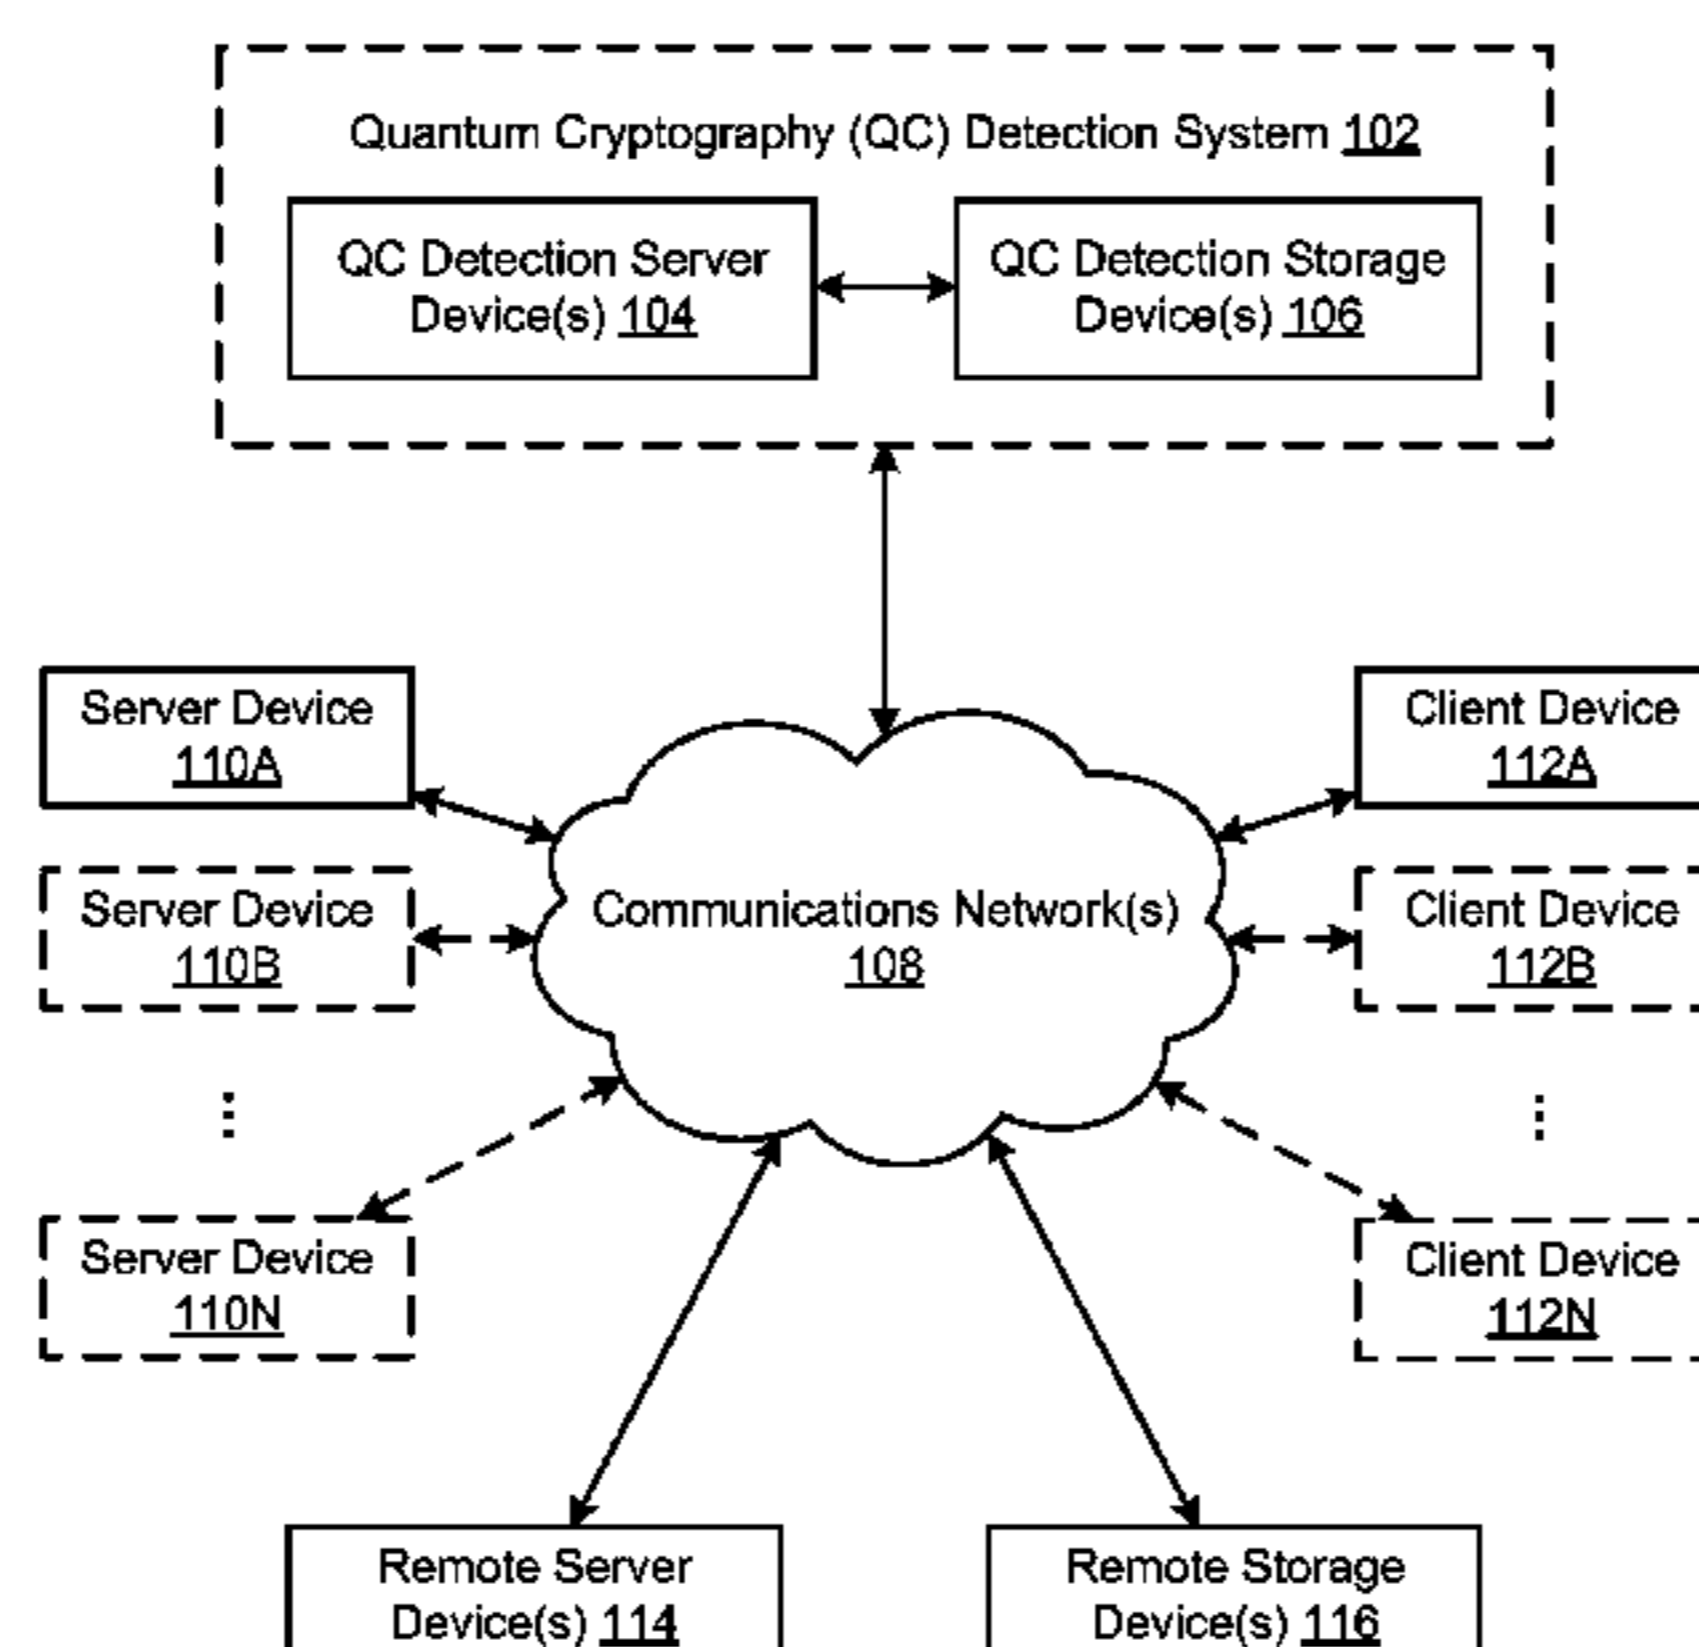 Quantum Cryptography (QC) Detection System 102
QC Detection Server
Device(s) 104
QC Detection Storage
Device(s) 106
Server Device
110A
Client Device
112A
Server Device
110B
Communications Network(s)
108
Client Device
112B
⋮
⋮
Server Device
110N
Client Device
112N
Remote Server
Device(s) 114
Remote Storage
Device(s) 116